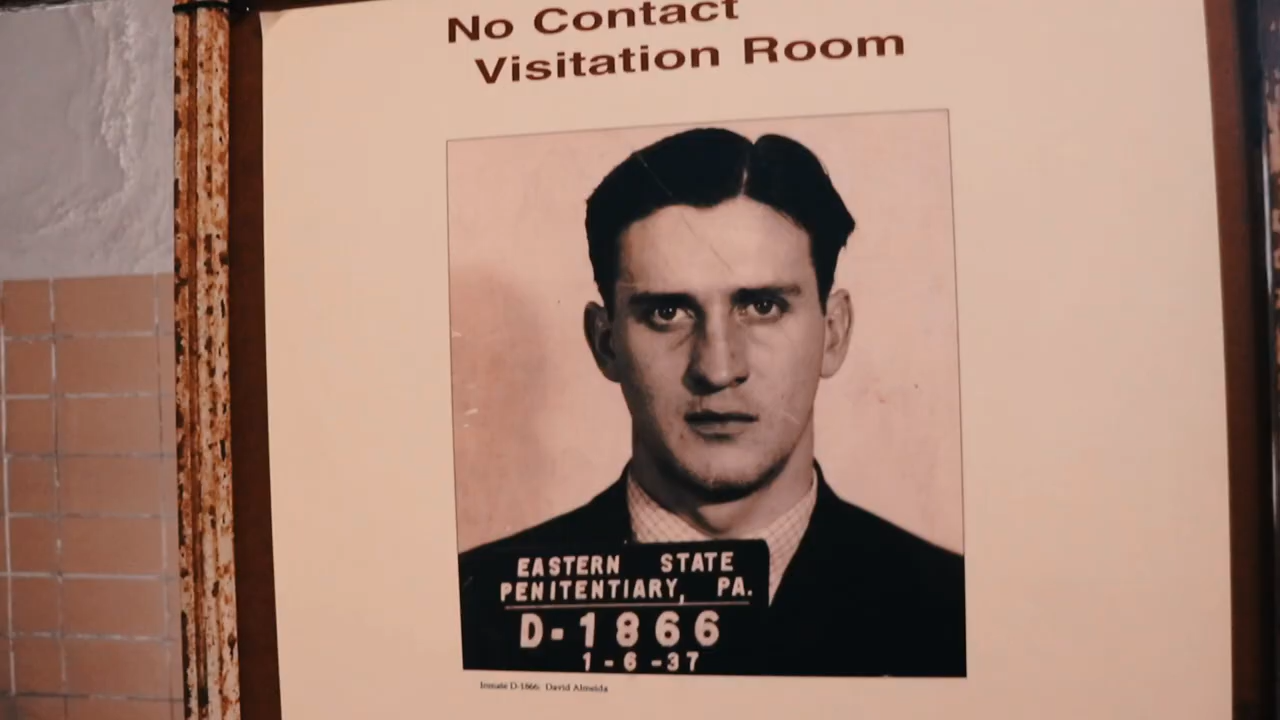 No Contact
Visitation Room
EASTERN STATE
PENITENTIARY, PA.
D-1866
1-6-37
Inmate D-1866: David Almeida